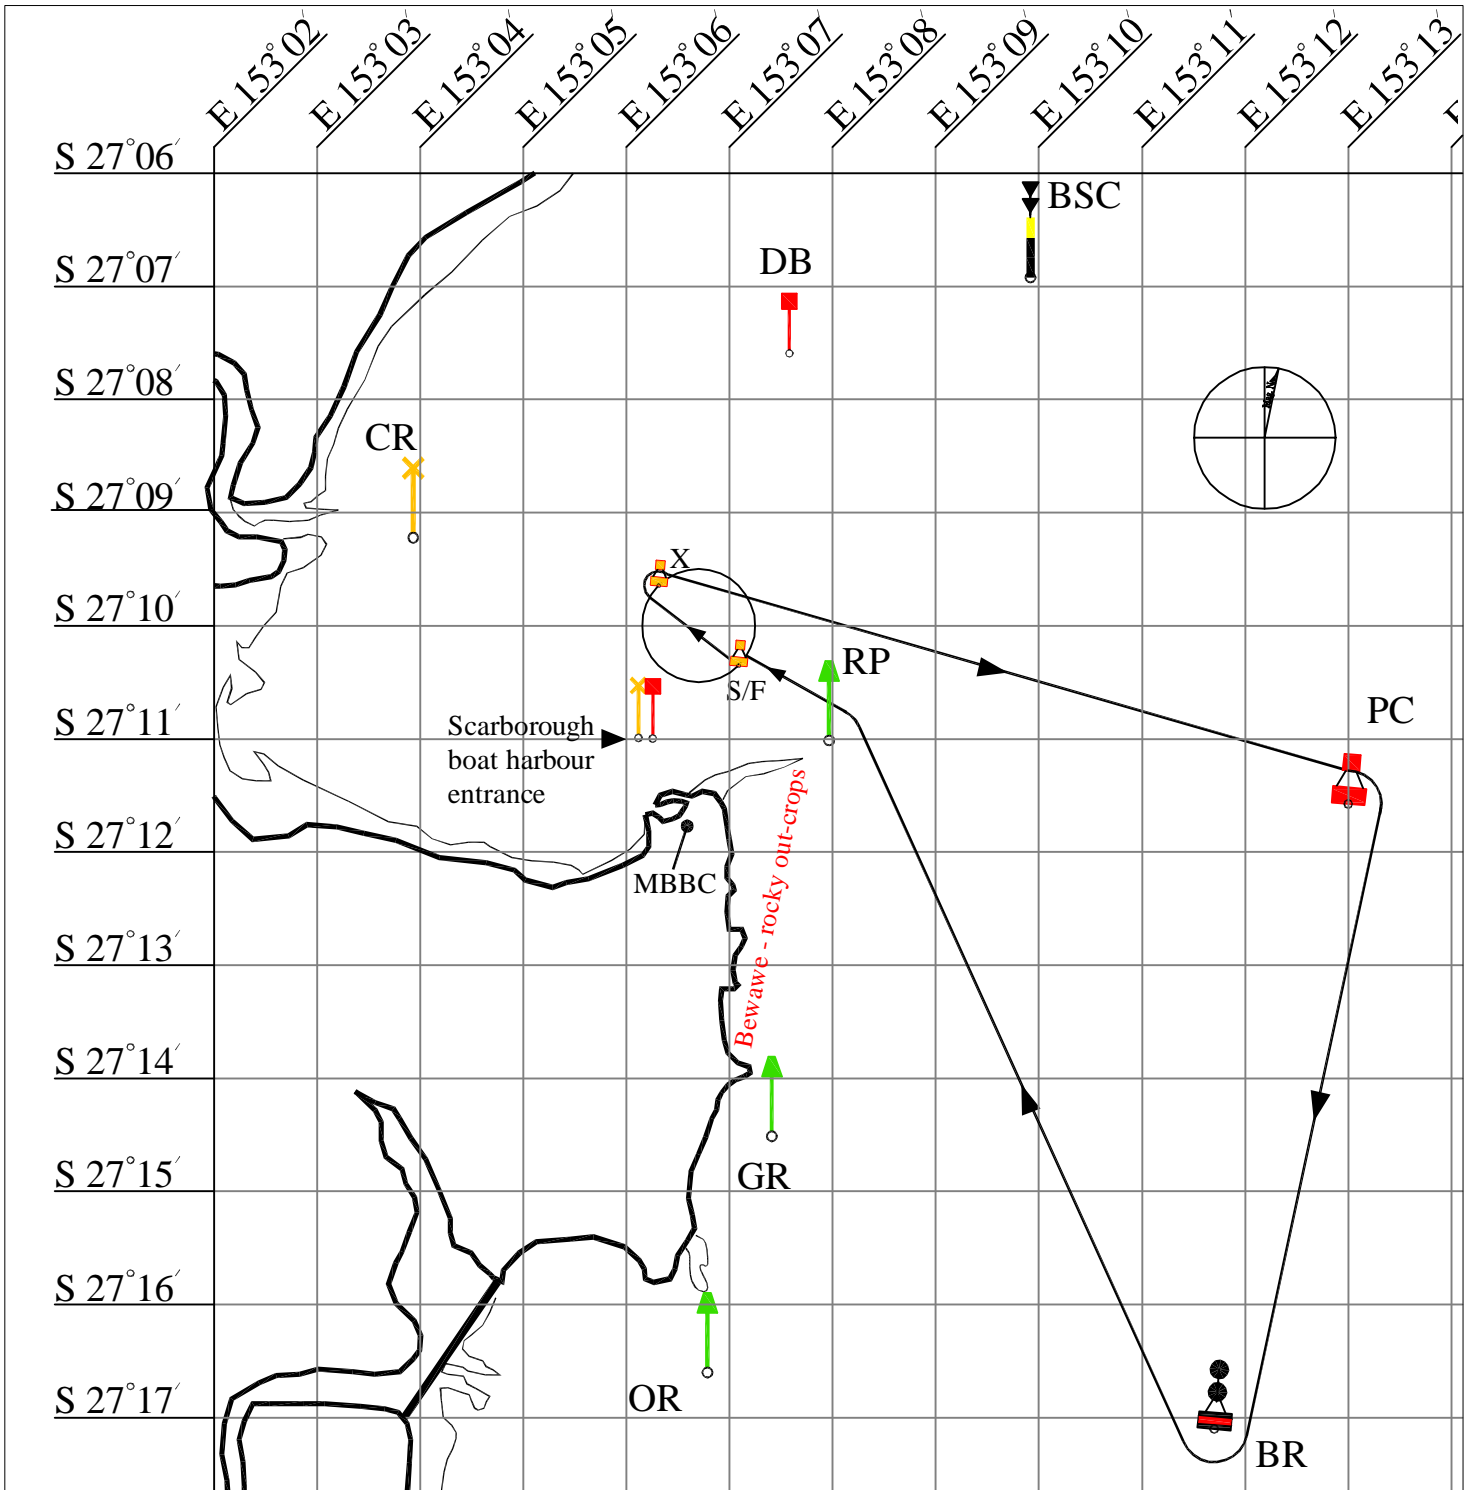 E 153°02′
E 153°03′
E 153°04′
E 153°05′
E 153°06′
E 153°07′
E 153°08′
E 153°09′
E 153°10′
E 153°11′
E 153°12′
E 153°13′
S 27°06′
BSC
DB
S 27°07′
S 27°08′
Mag. N
CR
S 27°09′
X
S 27°10′
RP
S/F
PC
S 27°11′
Scarborough
boat harbour
entrance
S 27°12′
MBBC
Bewawe - rocky out-crops
S 27°13′
S 27°14′
GR
S 27°15′
S 27°16′
OR
S 27°17′
BR